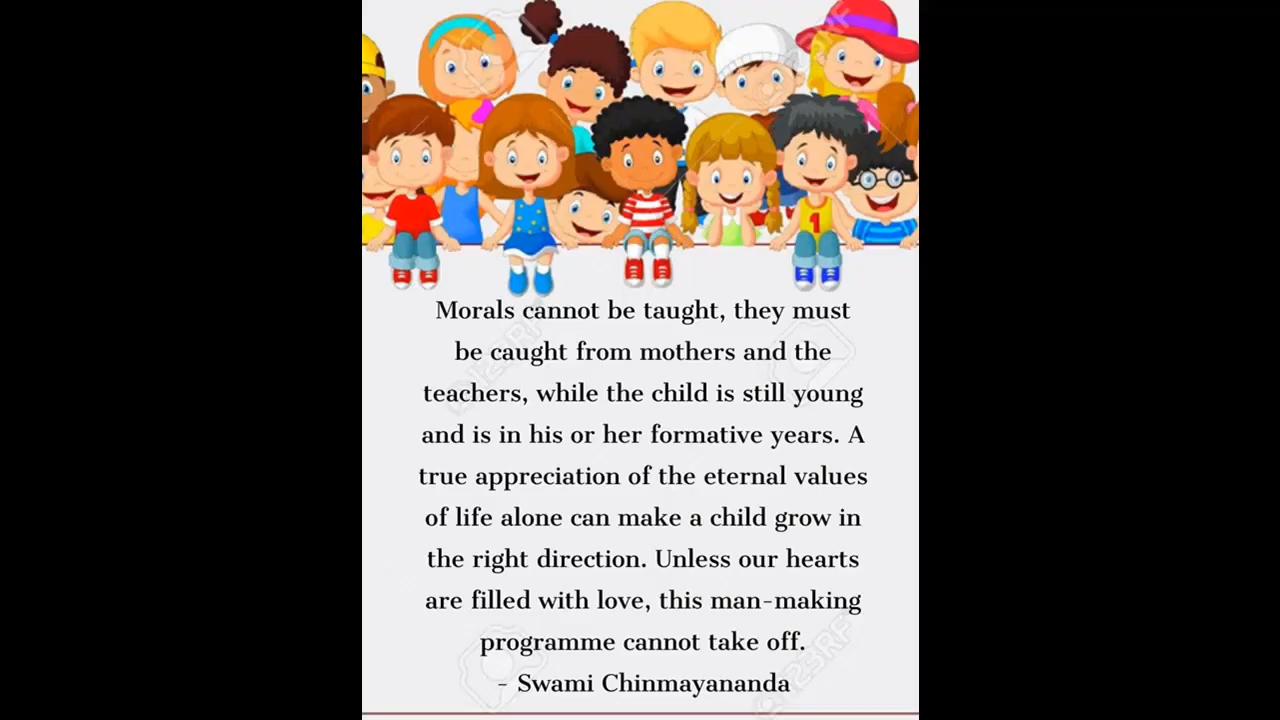 1
Morals cannot be taught, they must
be caught from mothers and the
teachers, while the child is still young
and is in his or her formative years. A
true appreciation of the eternal values
of life alone can make a child grow in
the right direction. Unless our hearts
are filled with love, this man-making
programme cannot take off.
- Swami Chinmayananda
123RF
123RF